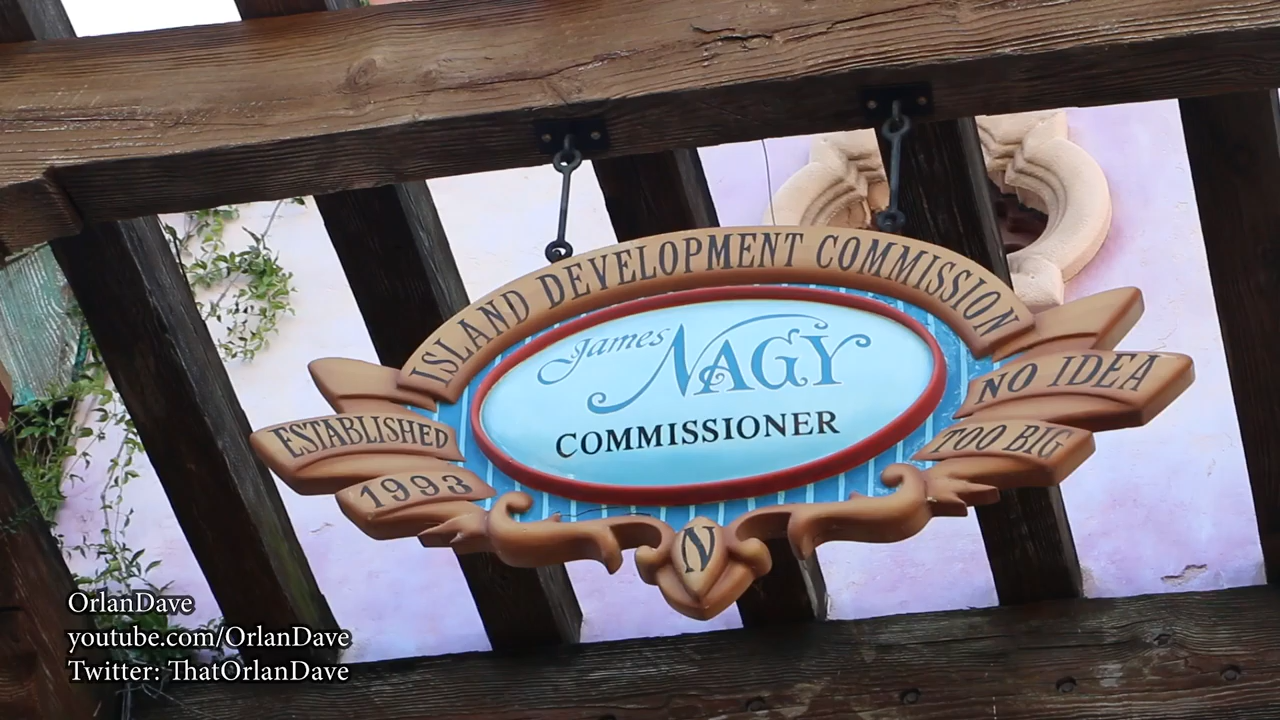 ISLAND DEVELOPMENT COMMISSION
James
NAGY
COMMISSIONER
ESTABLISHED
1993
NO IDEA
TOO BIG
N
OrlanDave
youtube.com/OrlanDave
Twitter: ThatOrlanDave